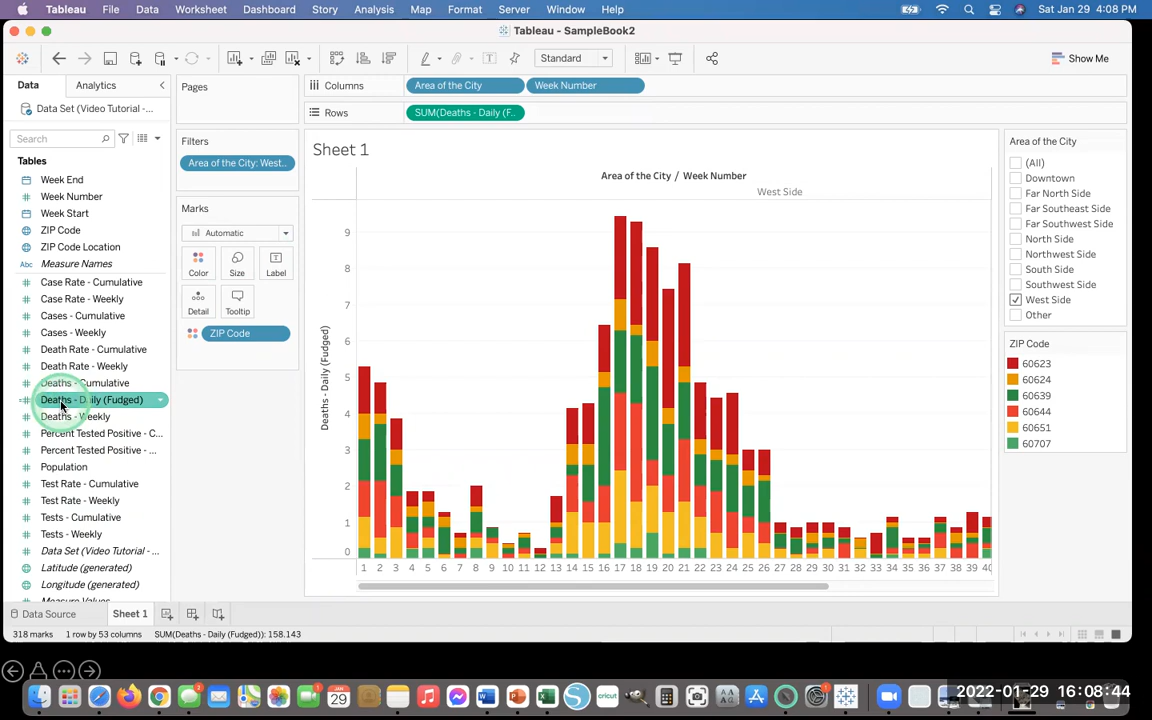 Tableau File Data Worksheet Dashboard Story Analysis Map Format Server Window Help Sat Jan 29 4:08 PM
Tableau - SampleBook2
Standard Show Me
Data Analytics
Data Set (Video Tutorial -...
Search
Tables
Week End
Week Number
Week Start
ZIP Code
ZIP Code Location
Abc Measure Names
Case Rate - Cumulative
Case Rate - Weekly
Cases - Cumulative
Cases - Weekly
Death Rate - Cumulative
Death Rate - Weekly
Deaths - Cumulative
Deaths - Daily (Fudged)
Deaths - Weekly
Percent Tested Positive - C...
Percent Tested Positive - ...
Population
Test Rate - Cumulative
Test Rate - Weekly
Tests - Cumulative
Tests - Weekly
Data Set (Video Tutorial - ...
Latitude (generated)
Longitude (generated)
Measure Values
Pages
Filters
Area of the City: West..
Marks
Automatic
Color Size Label
Detail Tooltip
ZIP Code
Columns Area of the City Week Number
Rows SUM(Deaths - Daily (F..
Sheet 1
Area of the City / Week Number
West Side
Deaths - Daily (Fudged)
9
8
7
6
5
4
3
2
1
0
1 2 3 4 5 6 7 8 9 10 11 12 13 14 15 16 17 18 19 20 21 22 23 24 25 26 27 28 29 30 31 32 33 34 35 36 37 38 39 40
Area of the City
(All)
Downtown
Far North Side
Far Southeast Side
Far Southwest Side
North Side
Northwest Side
South Side
Southwest Side
West Side
Other
ZIP Code
60623
60624
60639
60644
60651
60707
Data Source Sheet 1
318 marks 1 row by 53 columns SUM(Deaths - Daily (Fudged)): 158.143
JAN
29
cricut
2022-01-29 16:08:44